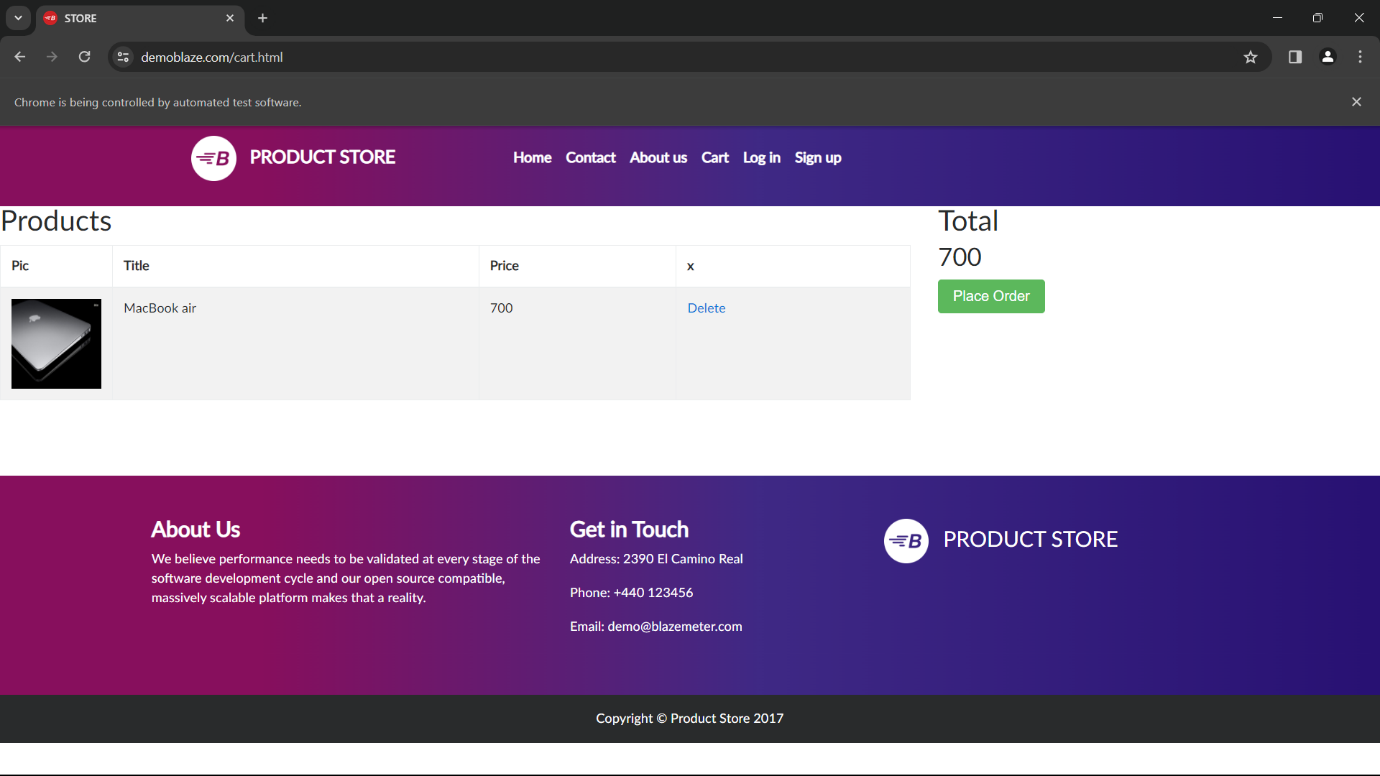 STORE
demoblaze.com/cart.html
Chrome is being controlled by automated test software.
B PRODUCT STORE
Home Contact About us Cart Log in Sign up
Products
Pic Title Price x
MacBook air 700 Delete
Total
700
Place Order
About Us
We believe performance needs to be validated at every stage of the
software development cycle and our open source compatible,
massively scalable platform makes that a reality.
Get in Touch
Address: 2390 El Camino Real
Phone: +440 123456
Email: demo@blazemeter.com
B PRODUCT STORE
Copyright © Product Store 2017